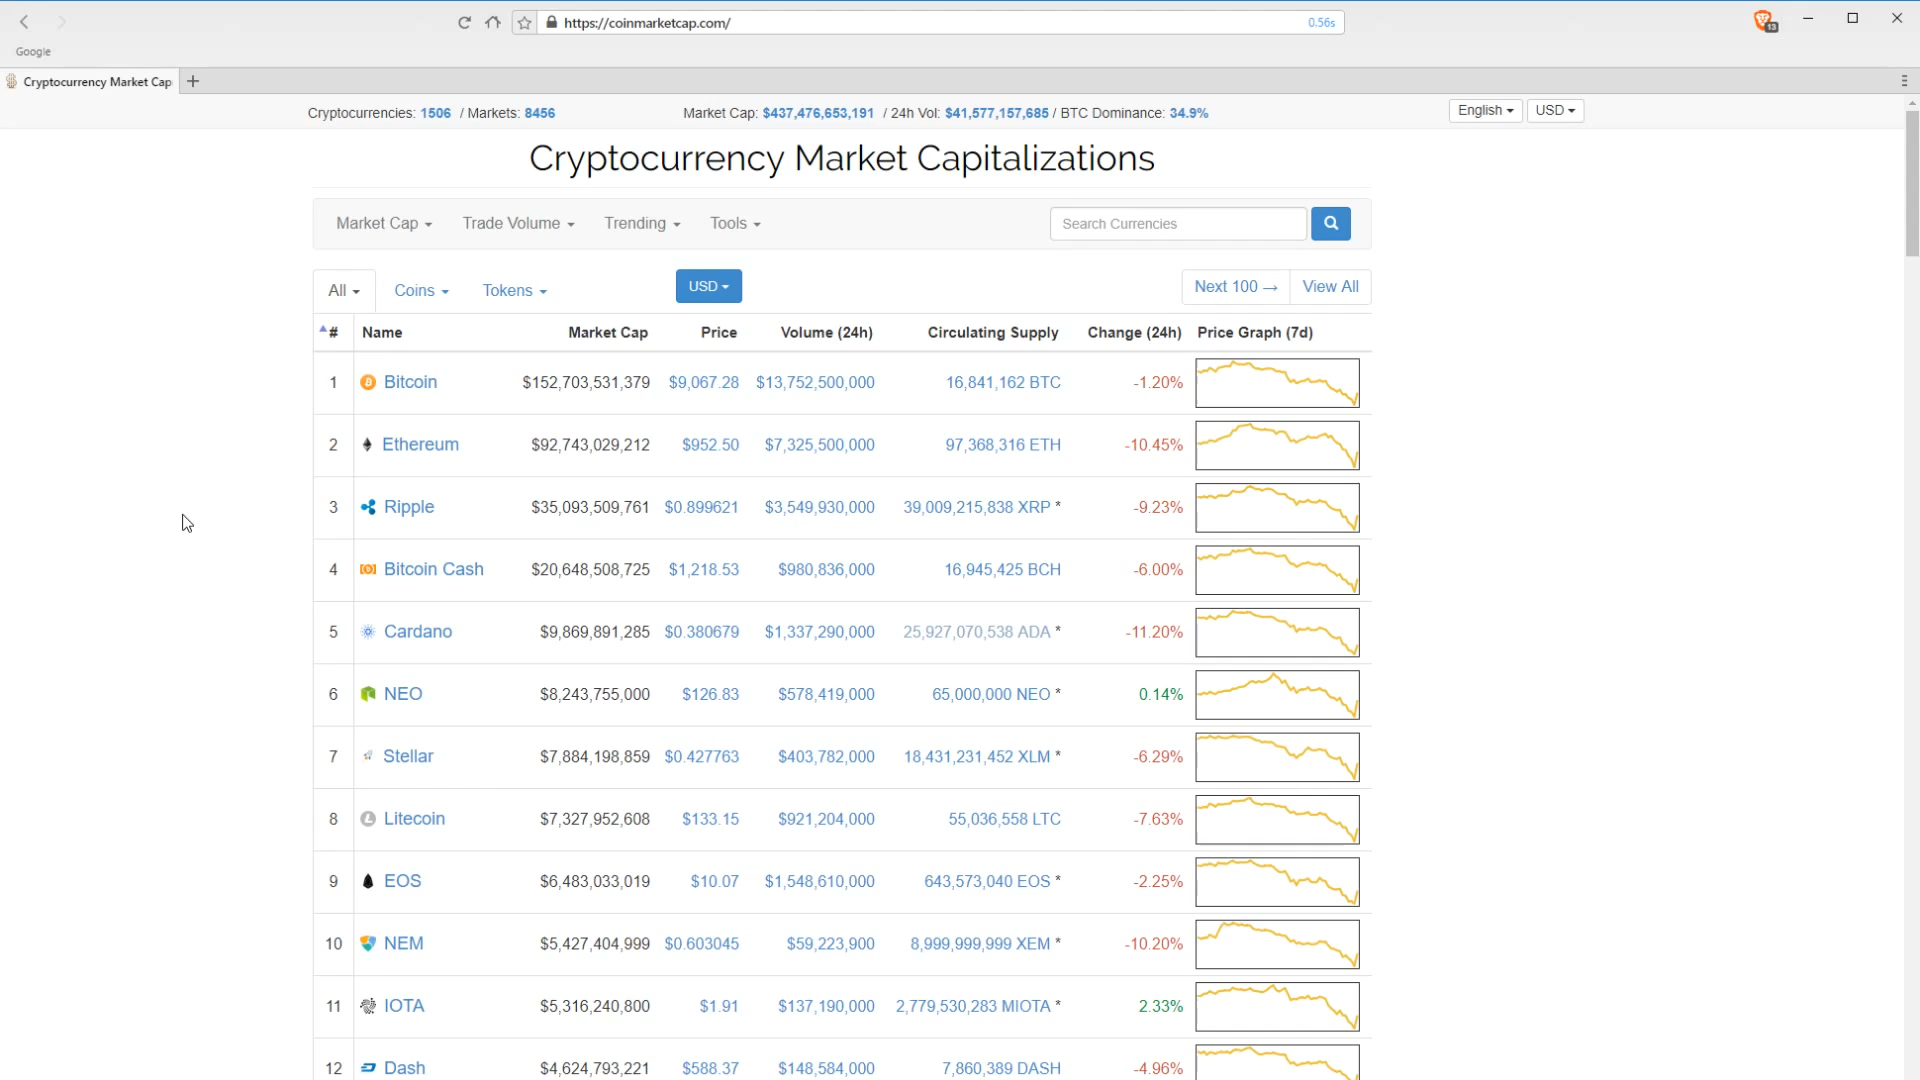 https://coinmarketcap.com/ 0.56s
13
Google
Cryptocurrency Market Cap
Cryptocurrencies: 1506 / Markets: 8456 Market Cap: $437,476,653,191 / 24h Vol: $41,577,157,685 / BTC Dominance: 34.9% English USD
Cryptocurrency Market Capitalizations
Market Cap Trade Volume Trending Tools Search Currencies
All Coins Tokens USD Next 100 → View All
# Name Market Cap Price Volume (24h) Circulating Supply Change (24h) Price Graph (7d)
1 Bitcoin $152,703,531,379 $9,067.28 $13,752,500,000 16,841,162 BTC -1.20%
2 Ethereum $92,743,029,212 $952.50 $7,325,500,000 97,368,316 ETH -10.45%
3 Ripple $35,093,509,761 $0.899621 $3,549,930,000 39,009,215,838 XRP * -9.23%
4 Bitcoin Cash $20,648,508,725 $1,218.53 $980,836,000 16,945,425 BCH -6.00%
5 Cardano $9,869,891,285 $0.380679 $1,337,290,000 25,927,070,538 ADA * -11.20%
6 NEO $8,243,755,000 $126.83 $578,419,000 65,000,000 NEO * 0.14%
7 Stellar $7,884,198,859 $0.427763 $403,782,000 18,431,231,452 XLM * -6.29%
8 Litecoin $7,327,952,608 $133.15 $921,204,000 55,036,558 LTC -7.63%
9 EOS $6,483,033,019 $10.07 $1,548,610,000 643,573,040 EOS * -2.25%
10 NEM $5,427,404,999 $0.603045 $59,223,900 8,999,999,999 XEM * -10.20%
11 IOTA $5,316,240,800 $1.91 $137,190,000 2,779,530,283 MIOTA * 2.33%
12 Dash $4,624,793,221 $588.37 $148,584,000 7,860,389 DASH -4.96%